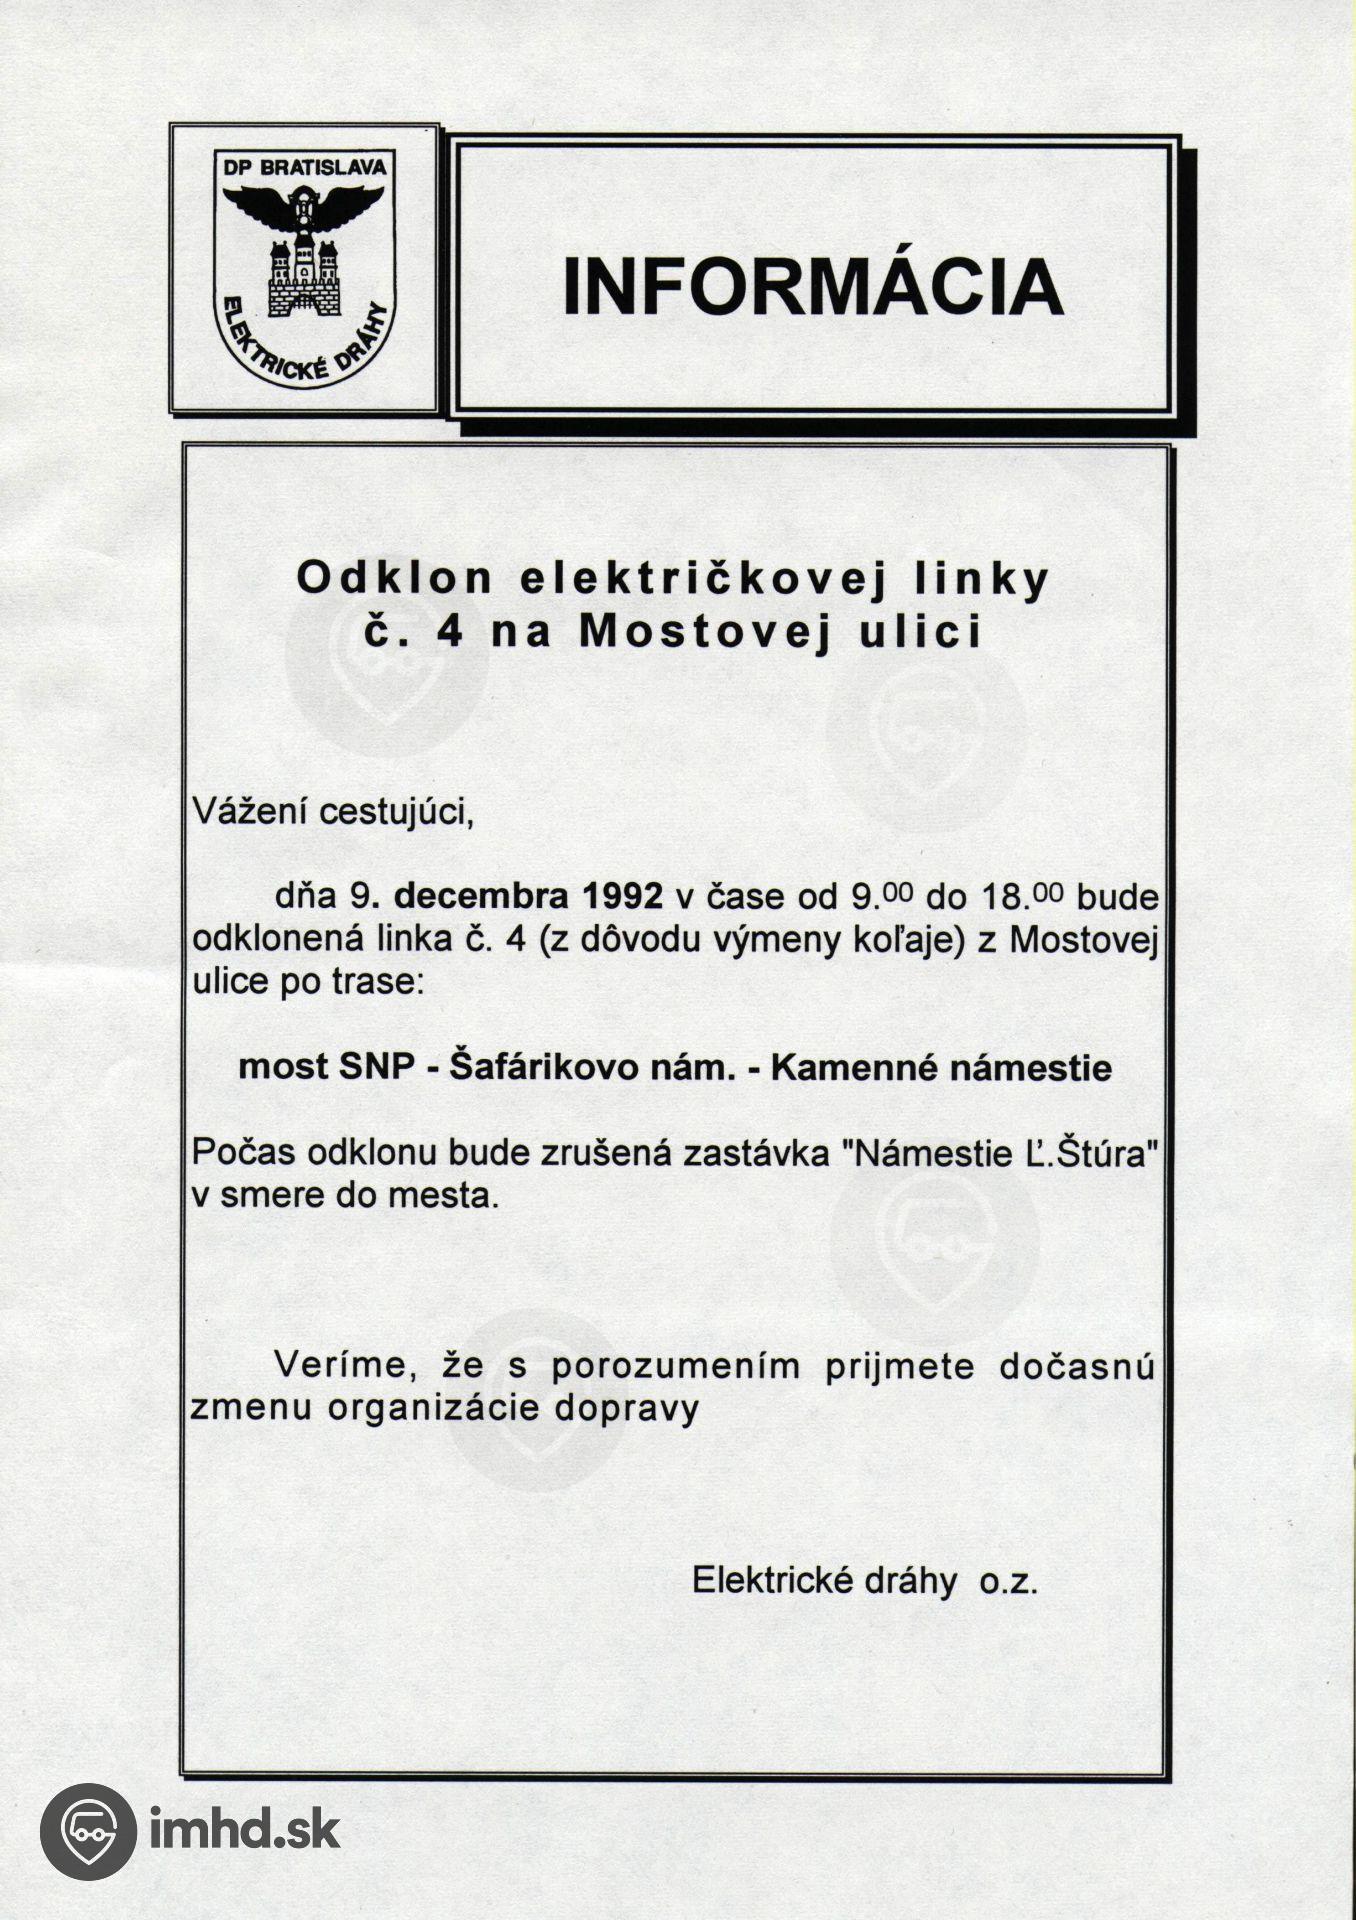 DP BRATISLAVA
ELEKTRICKÉ DRÁHY
INFORMÁCIA
Odklon električkovej linky
č. 4 na Mostovej ulici
Vážení cestujúci,
dňa 9. decembra 1992 v čase od 9.00 do 18.00 bude
odklonená linka č. 4 (z dôvodu výmeny koľaje) z Mostovej
ulice po trase:
most SNP - Šafárikovo nám. - Kamenné námestie
Počas odklonu bude zrušená zastávka "Námestie Ľ.Štúra"
v smere do mesta.
Veríme, že s porozumením prijmete dočasnú
zmenu organizácie dopravy
Elektrické dráhy o.z.
imhd.sk